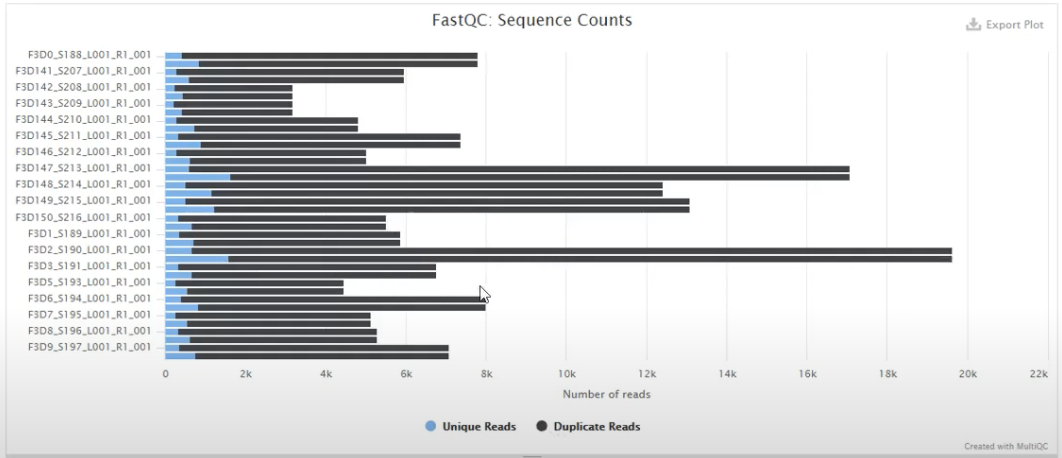 FastQC: Sequence Counts
Export Plot
F3D0_S188_L001_R1_001
F3D141_S207_L001_R1_001
F3D142_S208_L001_R1_001
F3D143_S209_L001_R1_001
F3D144_S210_L001_R1_001
F3D145_S211_L001_R1_001
F3D146_S212_L001_R1_001
F3D147_S213_L001_R1_001
F3D148_S214_L001_R1_001
F3D149_S215_L001_R1_001
F3D150_S216_L001_R1_001
F3D1_S189_L001_R1_001
F3D2_S190_L001_R1_001
F3D3_S191_L001_R1_001
F3D5_S193_L001_R1_001
F3D6_S194_L001_R1_001
F3D7_S195_L001_R1_001
F3D8_S196_L001_R1_001
F3D9_S197_L001_R1_001
0 2k 4k 6k 8k 10k 12k 14k 16k 18k 20k 22k
Number of reads
Unique Reads Duplicate Reads
Created with MultiQC